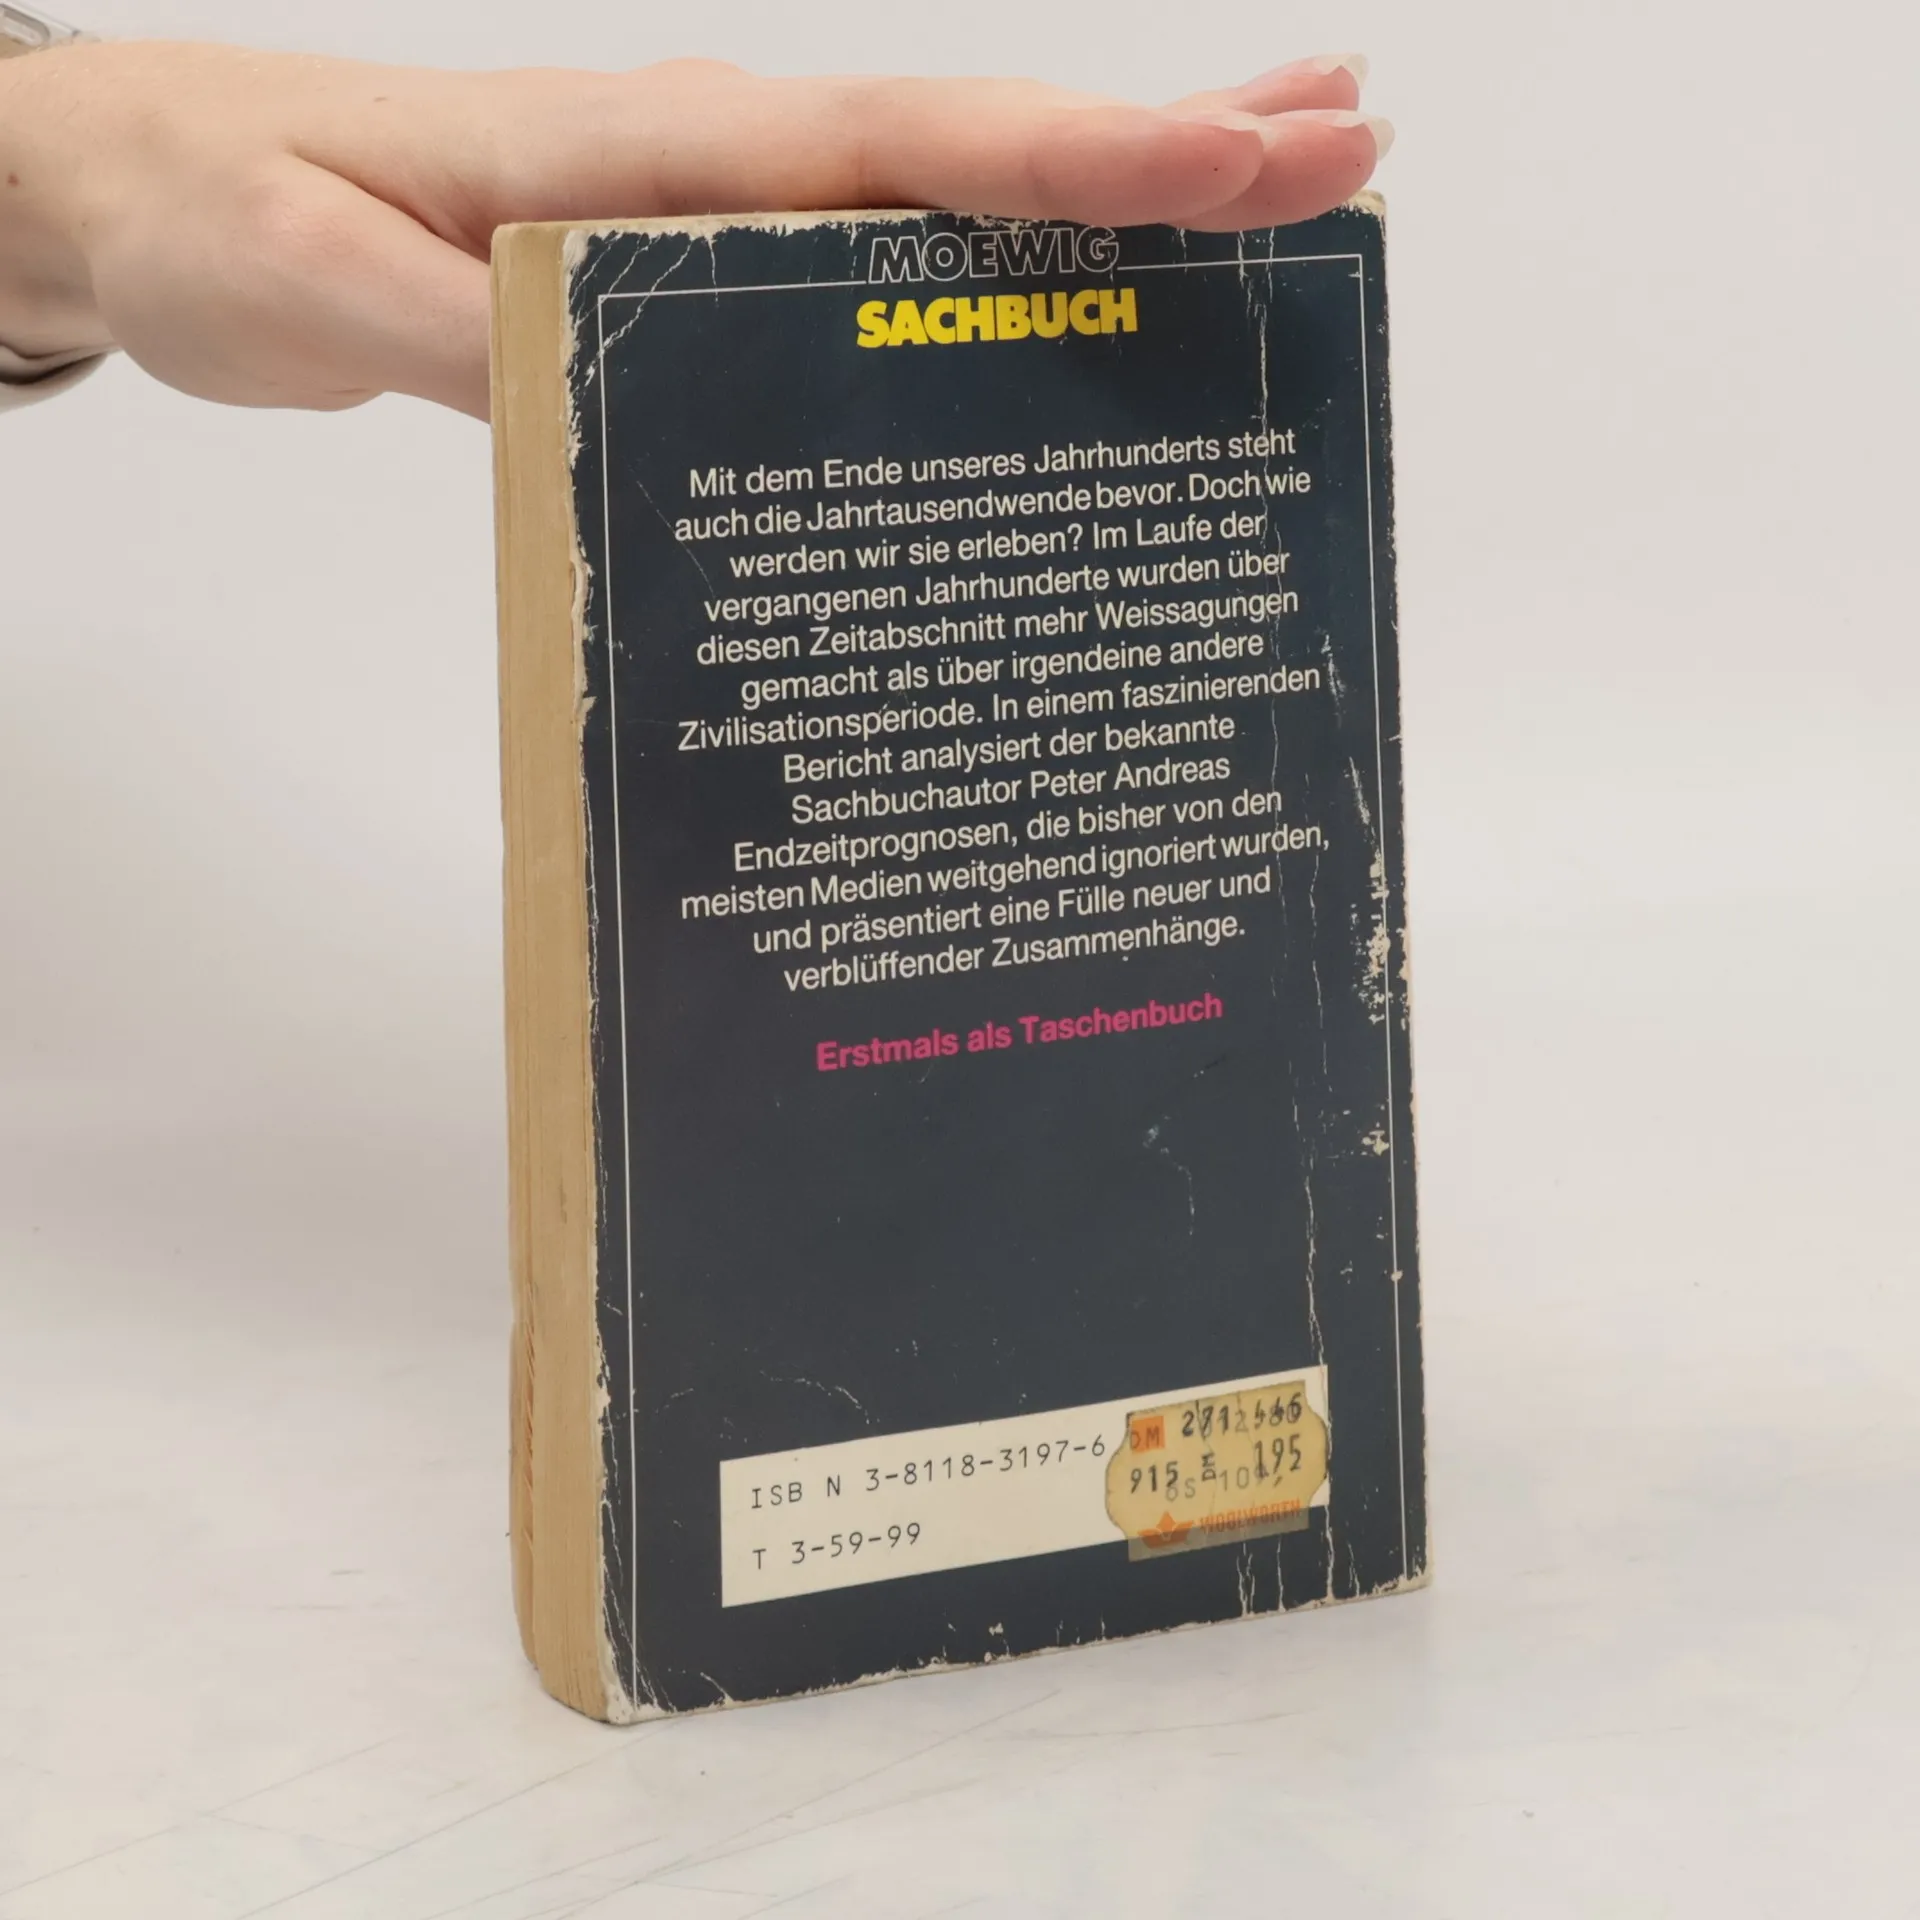 MOEWIG
SACHBUCH
Mit dem Ende unseres Jahrhunderts steht
auch die Jahrtausendwende bevor. Doch wie
werden wir sie erleben? Im Laufe der
vergangenen Jahrhunderte wurden über
diesen Zeitabschnitt mehr Weissagungen
gemacht als über irgendeine andere
Zivilisationsperiode. In einem faszinierenden
Bericht analysiert der bekannte
Sachbuchautor Peter Andreas
Endzeitprognosen, die bisher von den
meisten Medien weitgehend ignoriert wurden,
und präsentiert eine Fülle neuer und
verblüffender Zusammenhänge.
Erstmals als Taschenbuch
ISB N 3-8118-3197-6
T 3-59-99
DM
915 DM 195
WOOLWORTH